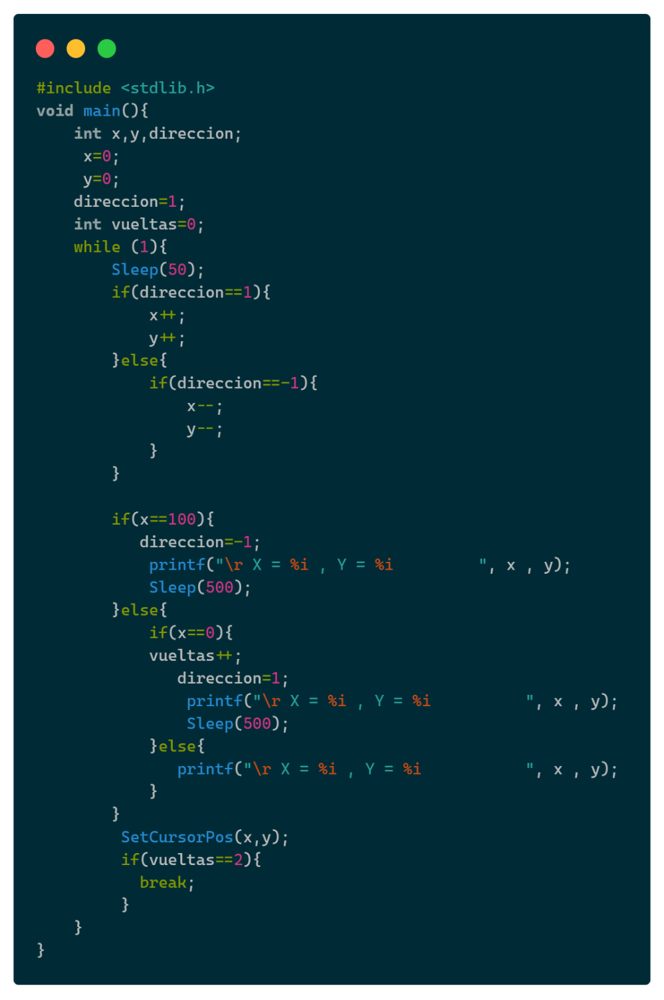 #include <stdlib.h>
void main(){
    int x,y,direccion;
     x=0;
     y=0;
    direccion=1;
    int vueltas=0;
    while (1){
        Sleep(50);
        if(direccion==1){
            x++;
            y++;
        }else{
            if(direccion==-1){
                x--;
                y--;
            }
        }

        if(x==100){
           direccion=-1;
            printf("\r X = %i , Y = %i         ", x , y);
            Sleep(500);
        }else{
            if(x==0){
            vueltas++;
               direccion=1;
                printf("\r X = %i , Y = %i          ", x , y);
                Sleep(500);
            }else{
               printf("\r X = %i , Y = %i           ", x , y);
            }
        }
         SetCursorPos(x,y);
         if(vueltas==2){
           break;
         }
    }
}